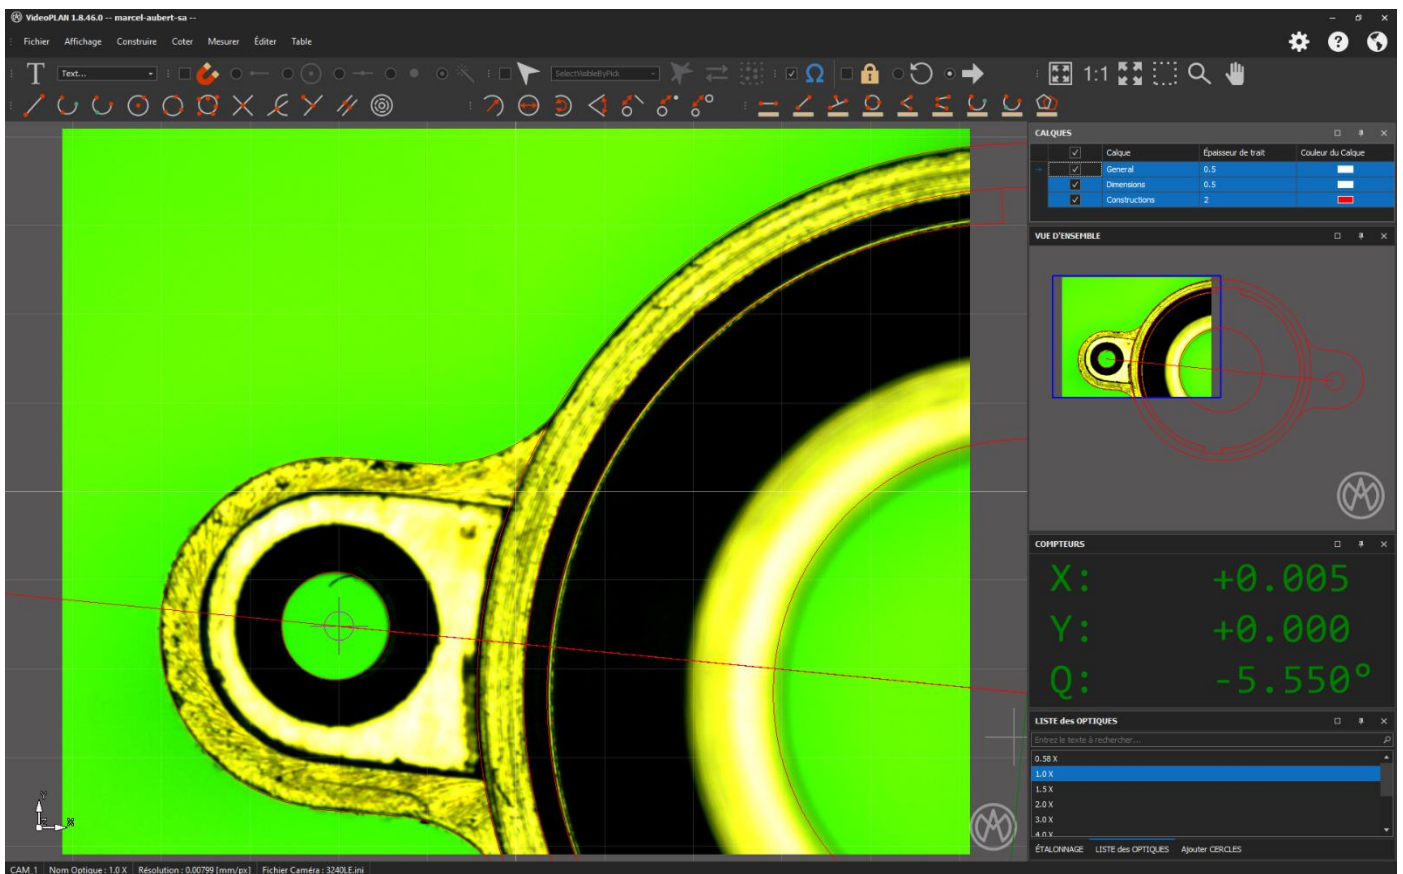 VideoPLAN 1.8.46.0 -- marcel-aubert-sa --
Fichier Affichage Construire Coter Mesurer Éditer Table
T Text... SelectVisibleByPick Ω 1:1
CALQUES
Calque Épaisseur de trait Couleur du Calque
General 0.5
Dimensions 0.5
Constructions 2
VUE D'ENSEMBLE
COMPTEURS
X: +0.005
Y: +0.000
Q: -5.550°
LISTE des OPTIQUES
Entrez le texte à rechercher...
0.58 X
1.0 X
1.5 X
2.0 X
3.0 X
4.0 X
ÉTALONNAGE LISTE des OPTIQUES Ajouter CERCLES
Y
Z X
CAM_1 Nom Optique : 1.0 X Résolution : 0.00799 [mm/px] Fichier Caméra : 3240LE.ini